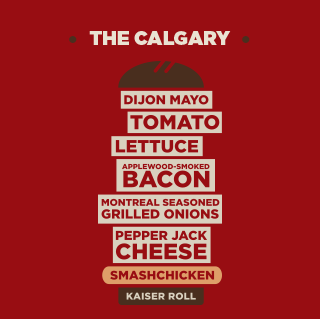 THE CALGARY
DIJON MAYO
TOMATO
LETTUCE
APPLEWOOD-SMOKED
BACON
MONTREAL SEASONED
GRILLED ONIONS
PEPPER JACK
CHEESE
SMASHCHICKEN
KAISER ROLL